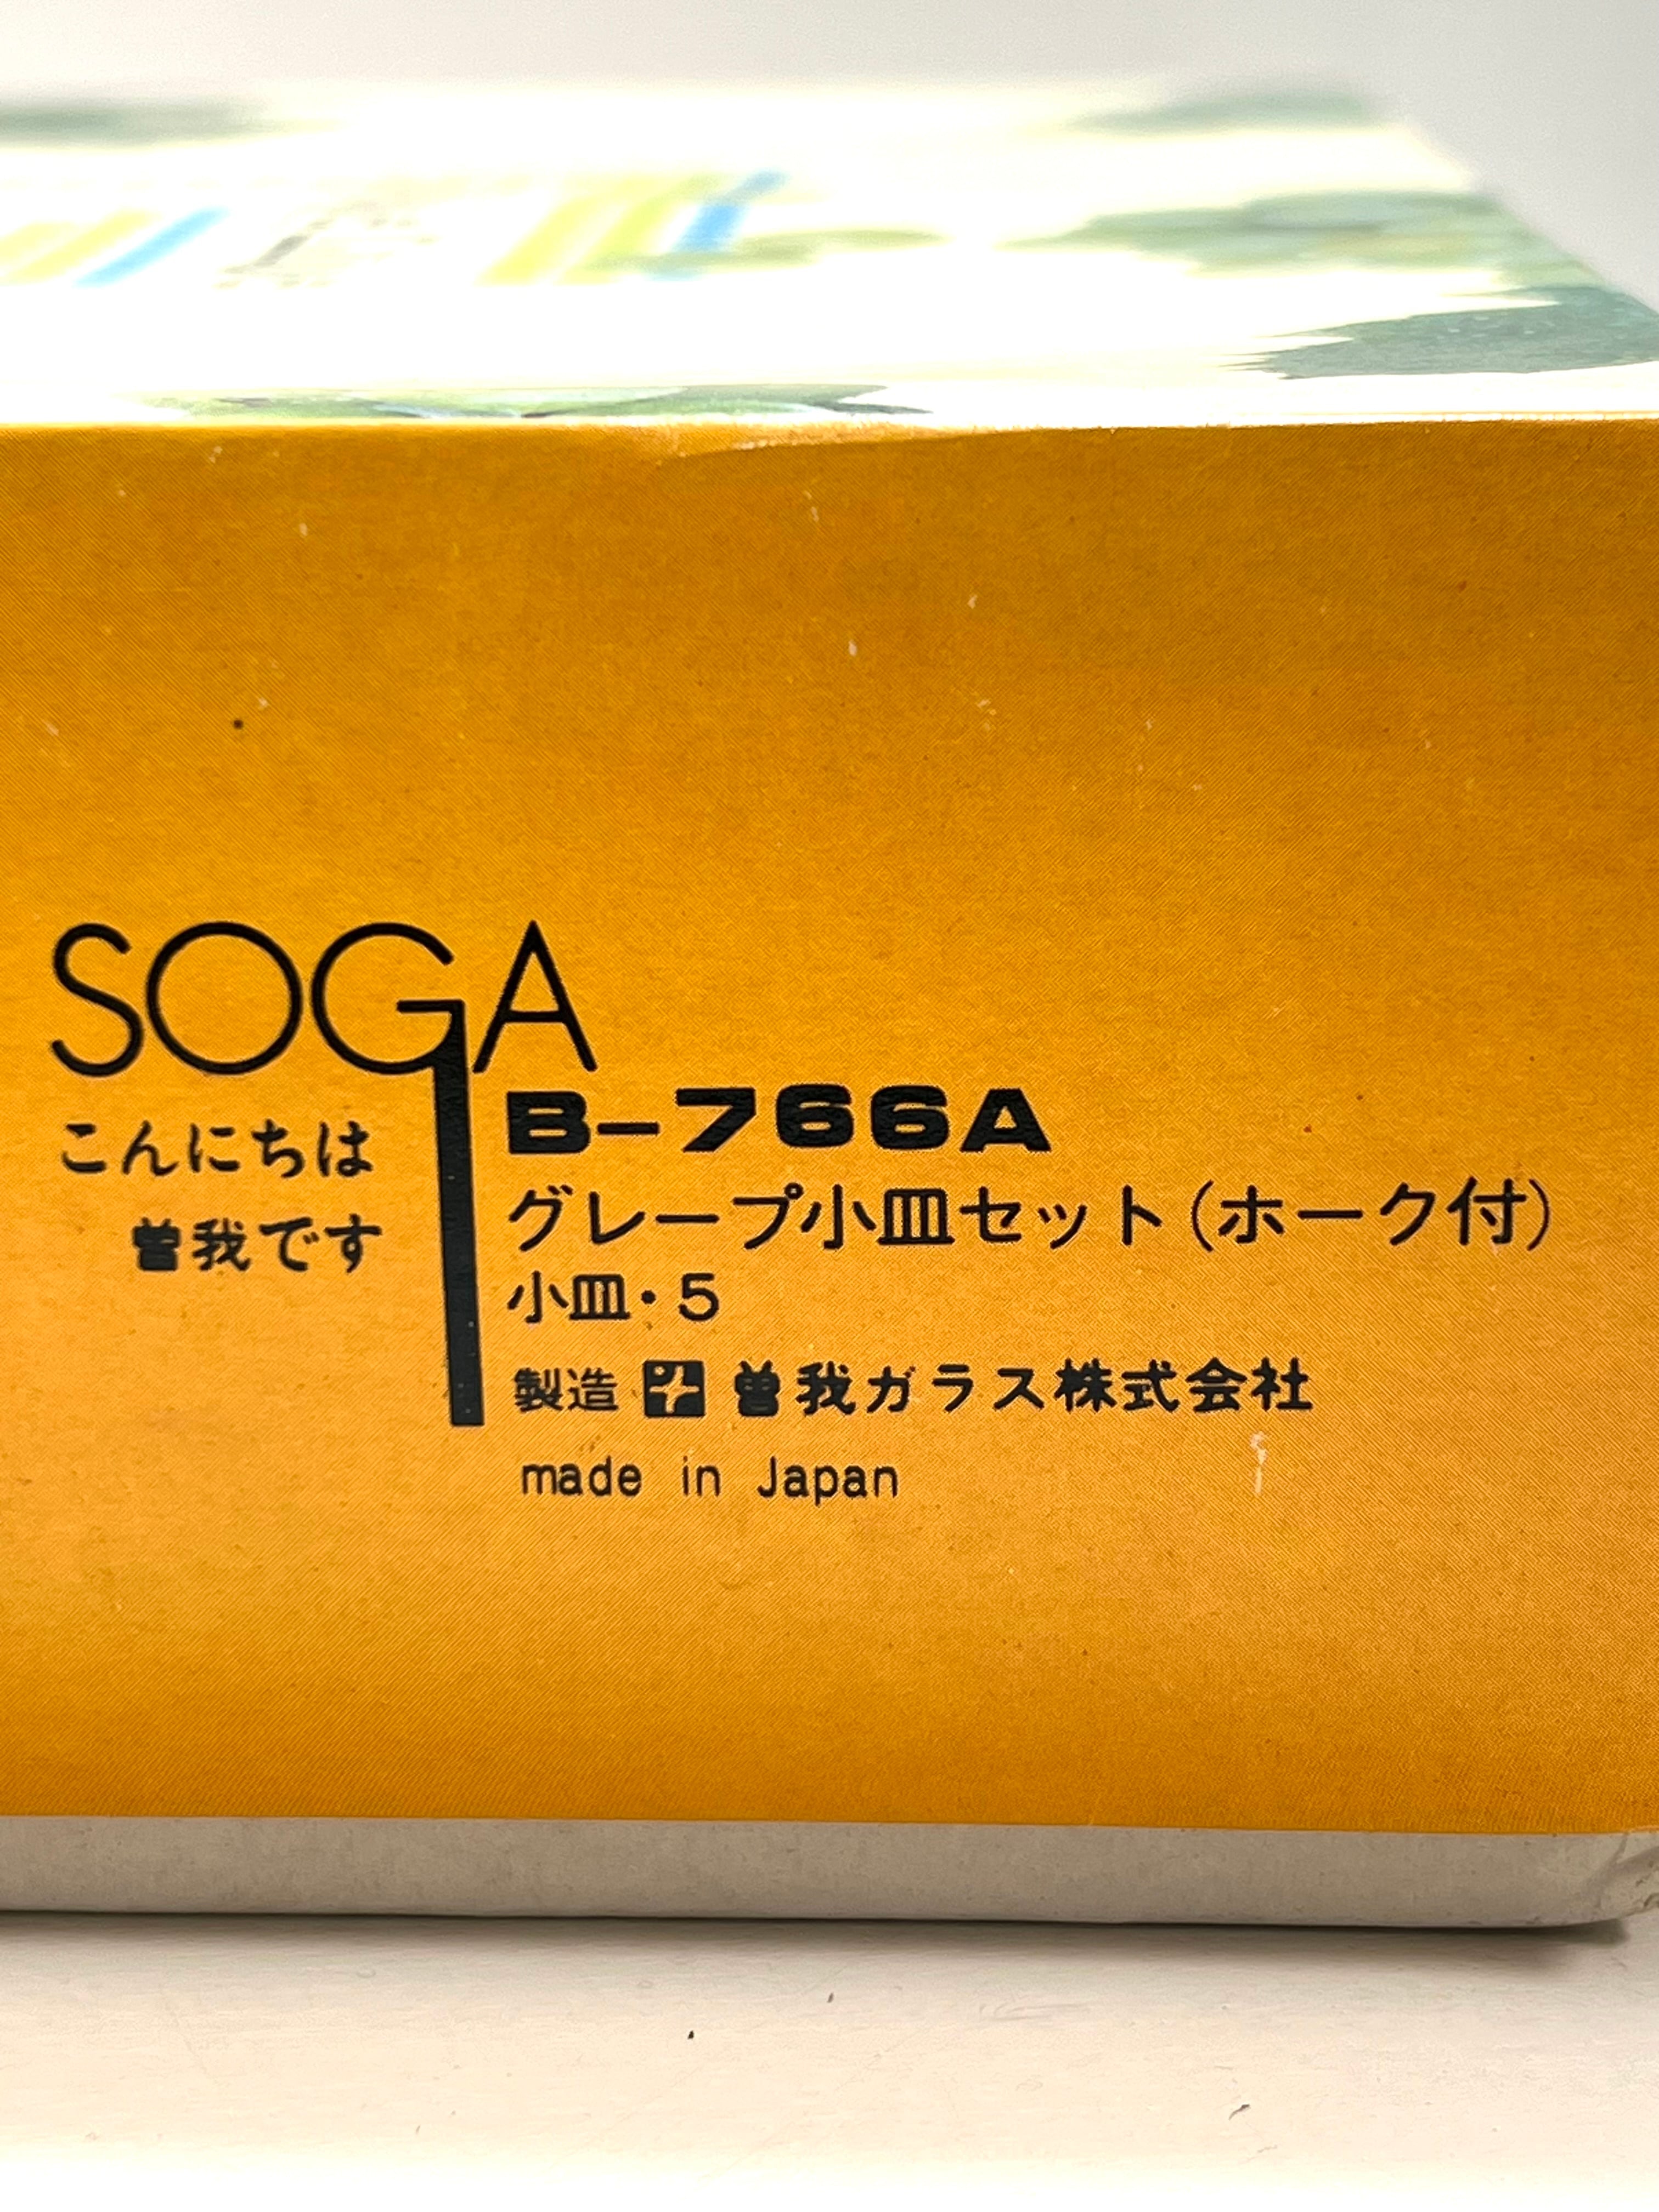 SOGA
こんにちは
曽我です
B-766A
グレープ小皿セット(ホーク付)
小皿・5
製造 曽我ガラス株式会社
made in Japan